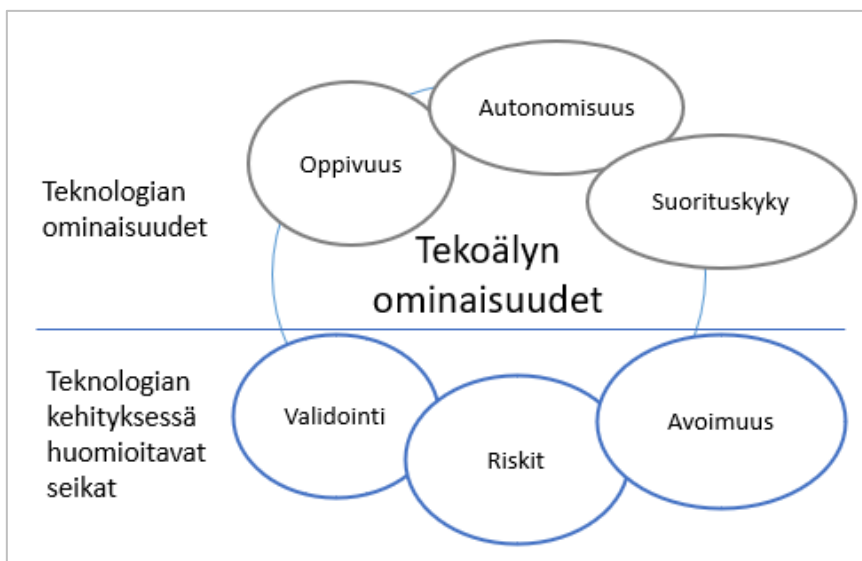 Autonomisuus
Oppivuus
Suorituskyky
Teknologian
ominaisuudet
Tekoälyn
ominaisuudet
Teknologian
kehityksessä
huomioitavat
seikat
Validointi
Riskit
Avoimuus